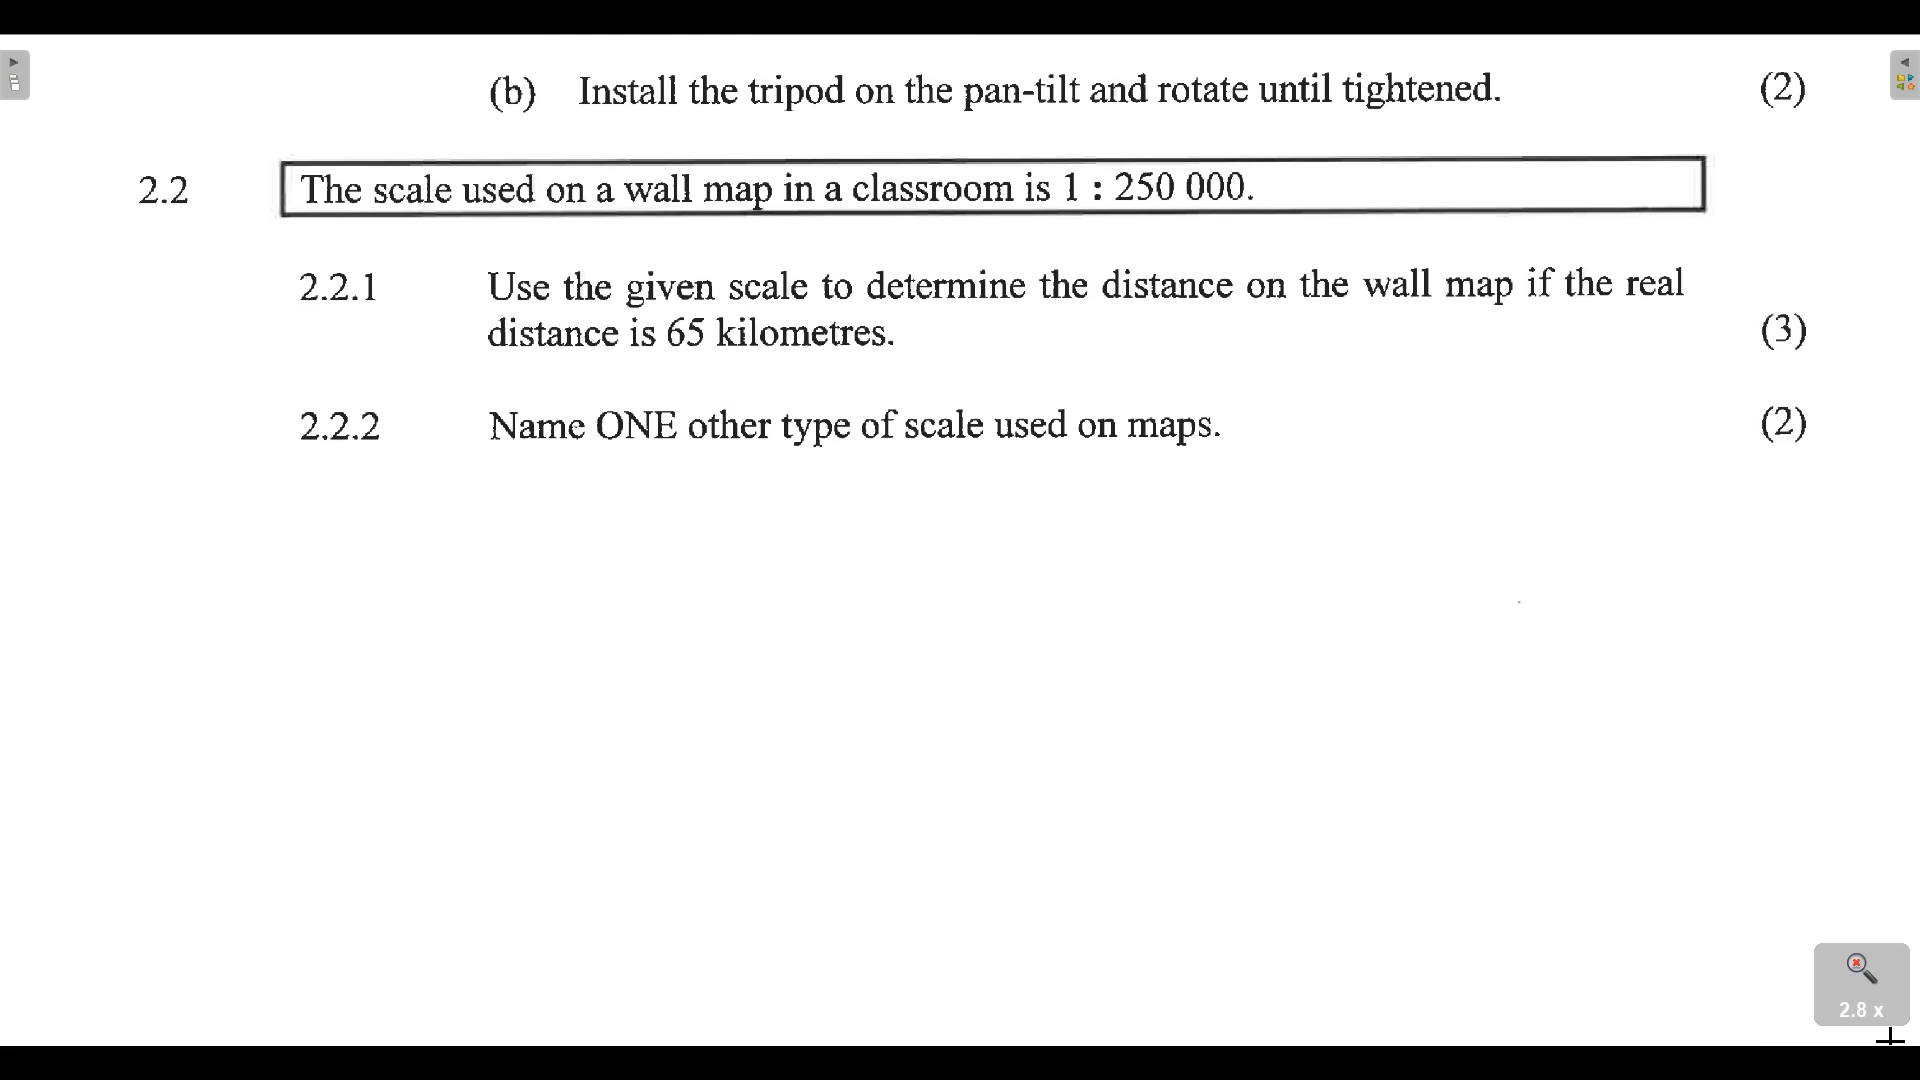 (b) Install the tripod on the pan-tilt and rotate until tightened. (2)
2.2 The scale used on a wall map in a classroom is 1 : 250 000.
2.2.1 Use the given scale to determine the distance on the wall map if the real
distance is 65 kilometres. (3)
2.2.2 Name ONE other type of scale used on maps. (2)
2.8 x